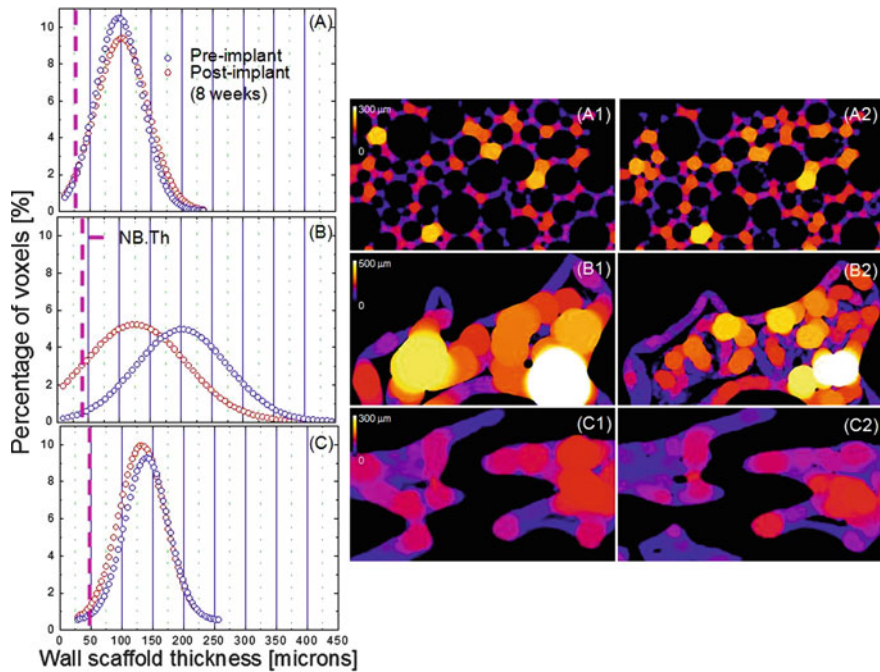 Percentage of voxels [%]
10
8
6
4
2
0
(A)
Pre-implant
Post-implant
(8 weeks)
10
8
6
4
2
0
(B)
NB.Th
10
8
6
4
2
0
(C)
0 50 100 150 200 250 300 350 400 450
Wall scaffold thickness [microns]
300 µm
0
(A1)
(A2)
500 µm
0
(B1)
(B2)
300 µm
0
(C1)
(C2)